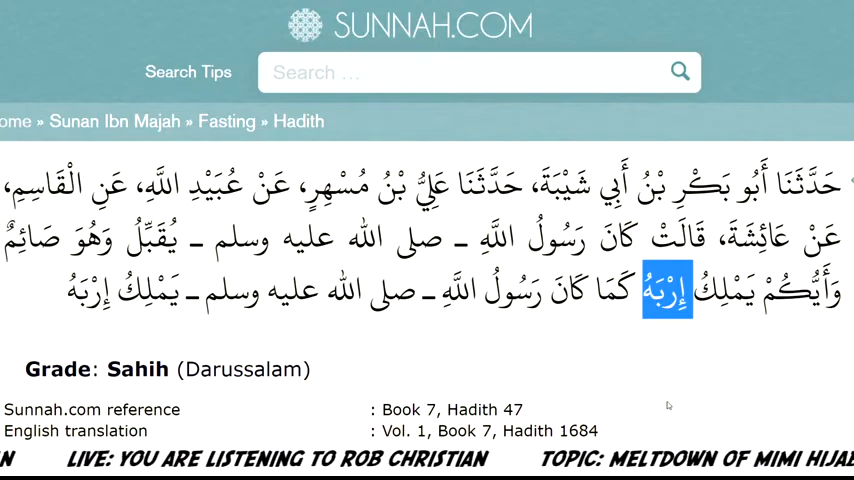 SUNNAH.COM
Search Tips
Search ...
ome » Sunan Ibn Majah » Fasting » Hadith
حَدَّثَنَا أَبُو بَكْرِ بْنُ أَبِي شَيْبَةَ، حَدَّثَنَا عَلِيُّ بْنُ مُسْهِرٍ، عَنْ عُبَيْدِ اللَّهِ، عَنِ الْقَاسِمِ،
عَنْ عَائِشَةَ، قَالَتْ كَانَ رَسُولُ اللَّهِ ـ صلى الله عليه وسلم ـ يُقَبِّلُ وَهُوَ صَائِمٌ
وَأَيُّكُمْ يَمْلِكُ إِرْبَهُ كَمَا كَانَ رَسُولُ اللَّهِ ـ صلى الله عليه وسلم ـ يَمْلِكُ إِرْبَهُ
Grade: Sahih (Darussalam)
Sunnah.com reference : Book 7, Hadith 47
English translation : Vol. 1, Book 7, Hadith 1684
N LIVE: YOU ARE LISTENING TO ROB CHRISTIAN TOPIC: MELTDOWN OF MIMI HIJAB